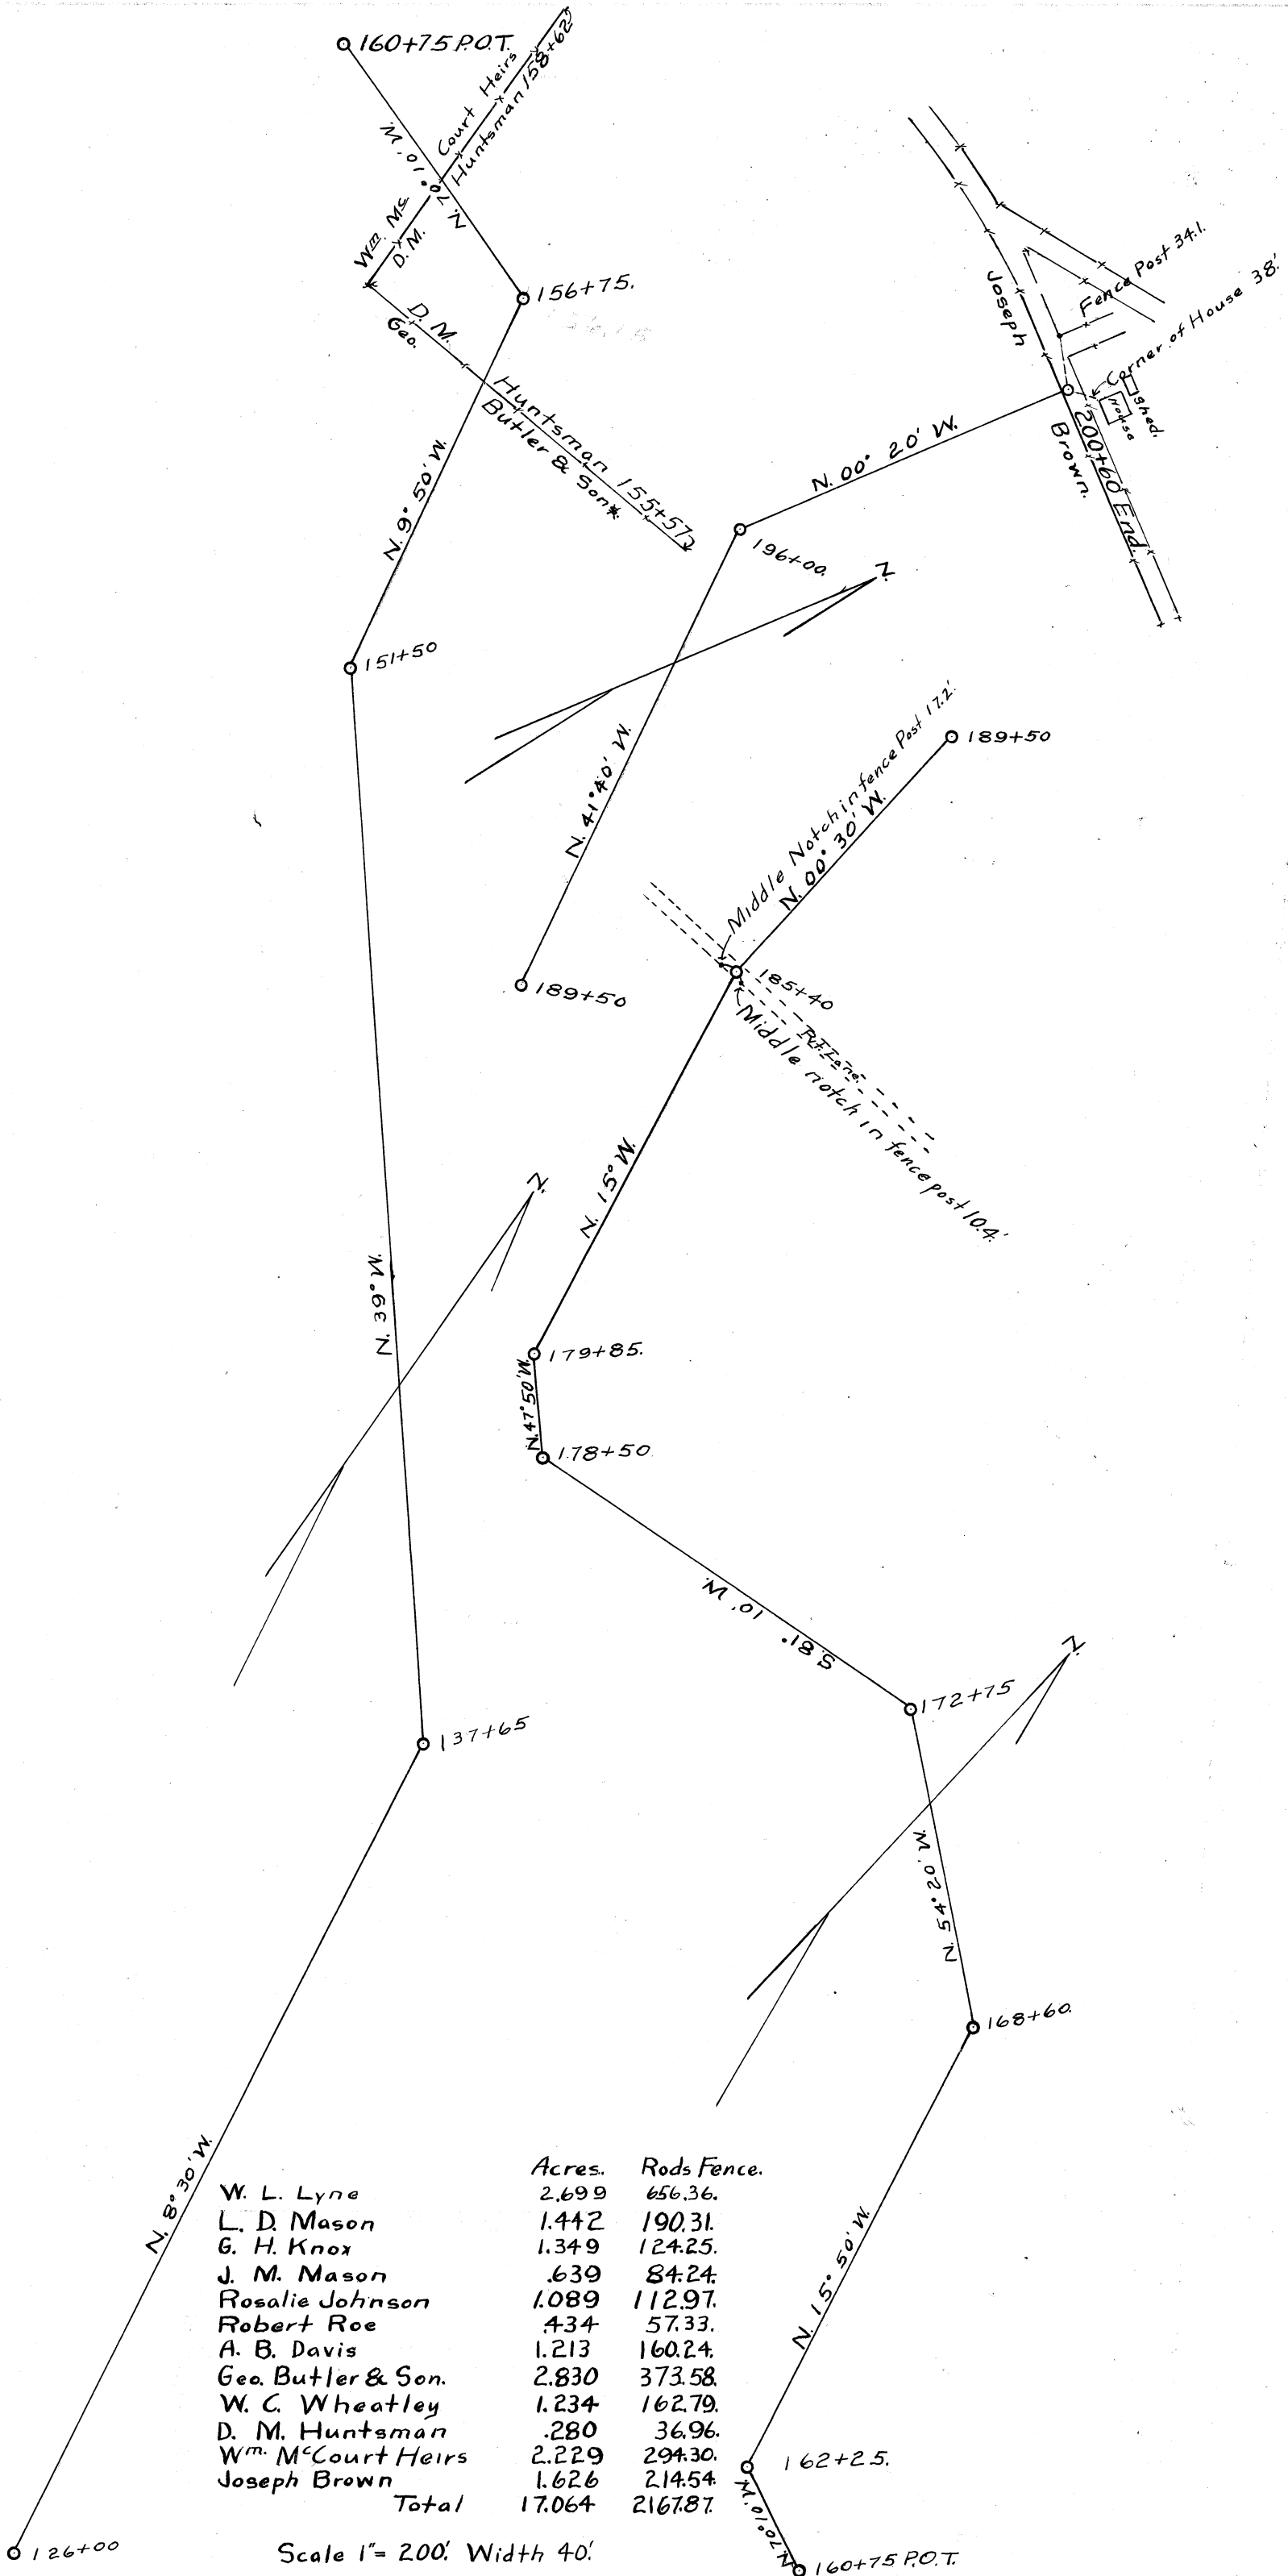 160+75 P.O.T.
Court Heirs
Huntsman 158+62
N. 70° 10' W.
Wm. Mc
D. M.
156+75.
D. M.
Geo.
Huntsman 155+57
Butler & Son.
N. 9° 50' W.
151+50
Joseph
Brown.
Fence Post 34.1.
Corner of House 38'.
House
Shed.
200+60 End.
N. 00° 20' W.
196+00.
N.
N. 41° 40' W.
189+50
Middle Notch in fence Post 17.2'.
N. 00° 30' W.
189+50
185+40
Middle notch in fence post 10.4'.
N. 15° W.
N.
N. 39° W.
179+85.
N. 47° 50' W.
178+50
S. 81° 10' W.
172+75
N.
137+65
N. 54° 20' W.
168+60.
N. 8° 30' W.
N. 15° 50' W.
Acres. Rods Fence.
W. L. Lyne 2.699 656.36.
L. D. Mason 1.442 190.31.
G. H. Knox 1.349 124.25.
J. M. Mason .639 84.24.
Rosalie Johnson 1.089 112.97.
Robert Roe .434 57.33.
A. B. Davis 1.213 160.24.
Geo. Butler & Son. 2.830 373.58.
W. C. Wheatley 1.234 162.79.
D. M. Huntsman .280 36.96.
Wm. McCourt Heirs 2.229 294.30.
Joseph Brown 1.626 214.54
Total 17.064 2167.87.
162+25.
N. 70° 10' W.
126+00
Scale 1"= 200'. Width 40'.
160+75 P.O.T.